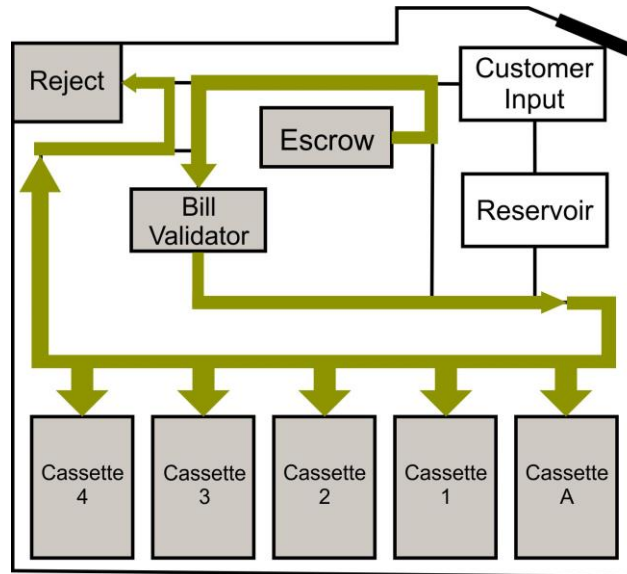 Reject
Customer
Input
Escrow
Bill
Validator
Reservoir
Cassette
4
Cassette
3
Cassette
2
Cassette
1
Cassette
A